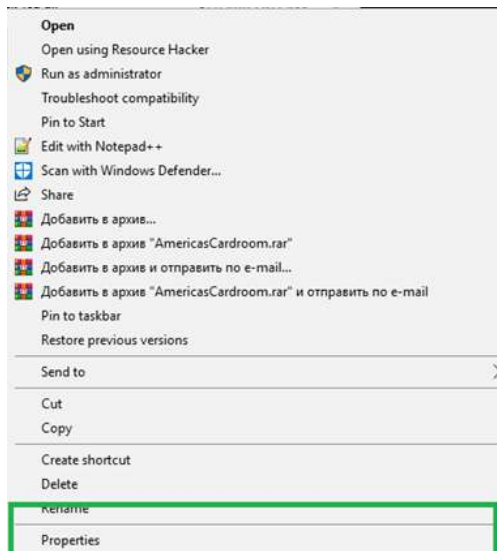 Open
Open using Resource Hacker
Run as administrator
Troubleshoot compatibility
Pin to Start
Edit with Notepad++
Scan with Windows Defender...
Share
Добавить в архив...
Добавить в архив "AmericasCardroom.rar"
Добавить в архив и отправить по e-mail...
Добавить в архив "AmericasCardroom.rar" и отправить по e-mail
Pin to taskbar
Restore previous versions
Send to
Cut
Copy
Create shortcut
Delete
Rename
Properties